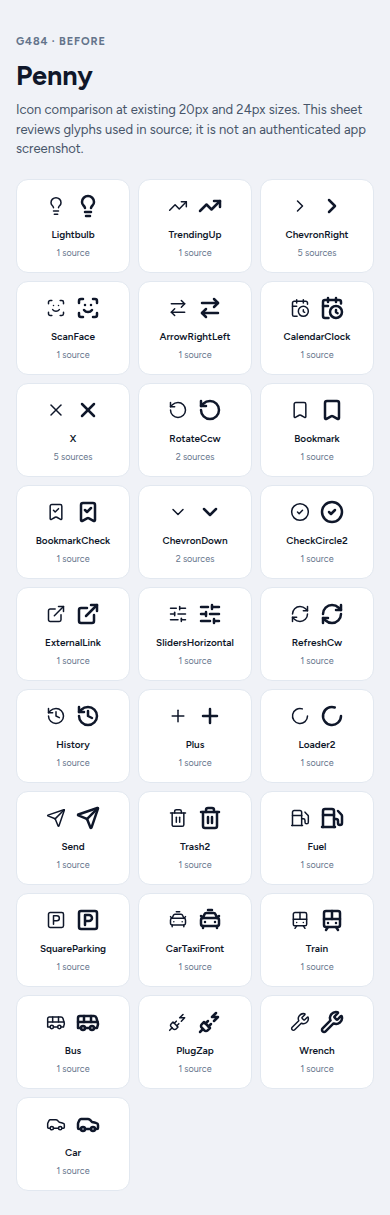 G484 · BEFORE
Penny
Icon comparison at existing 20px and 24px sizes. This sheet
reviews glyphs used in source; it is not an authenticated app
screenshot.
Lightbulb
1 source
TrendingUp
1 source
ChevronRight
5 sources
ScanFace
1 source
ArrowRightLeft
1 source
CalendarClock
1 source
X
5 sources
RotateCcw
2 sources
Bookmark
1 source
BookmarkCheck
1 source
ChevronDown
2 sources
CheckCircle2
1 source
ExternalLink
1 source
SlidersHorizontal
1 source
RefreshCw
1 source
History
1 source
Plus
1 source
Loader2
1 source
Send
1 source
Trash2
1 source
Fuel
1 source
SquareParking
1 source
CarTaxiFront
1 source
Train
1 source
Bus
1 source
PlugZap
1 source
Wrench
1 source
Car
1 source